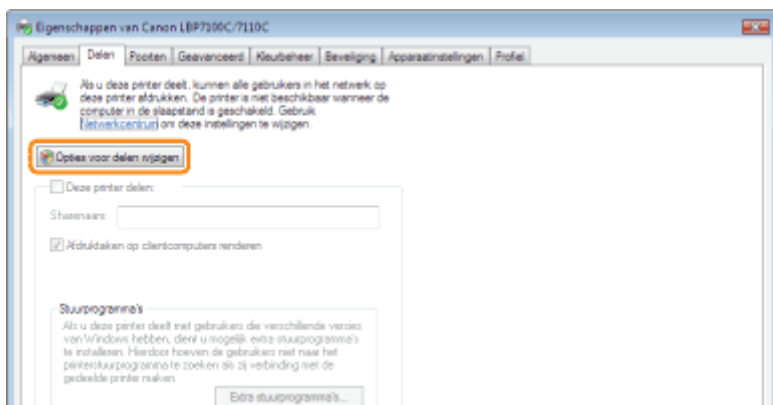 Eigenschappen van Canon LBP7100C/7110C
Algemeen Delen Poorten Geavanceerd Kleurbeheer Beveiliging Apparaatinstellingen Profiel
Als u deze printer deelt, kunnen alle gebruikers in het netwerk op
deze printer afdrukken. De printer is niet beschikbaar wanneer de
computer in de slaapstand is geschakeld. Gebruik
Netwerkcentrum om deze instellingen te wijzigen.
Opties voor delen wijzigen
Deze printer delen:
Sharenaam:
Afdruktaken op clientcomputers renderen
Stuurprogramma's
Als u deze printer deelt met gebruikers die verschillende versies
van Windows hebben, dient u mogelijk extra stuurprogramma's
te installeren. Hierdoor hoeven de gebruikers niet naar het
printerstuurprogramma te zoeken als zij verbinding met de
gedeelde printer maken.
Extra stuurprogramma's...